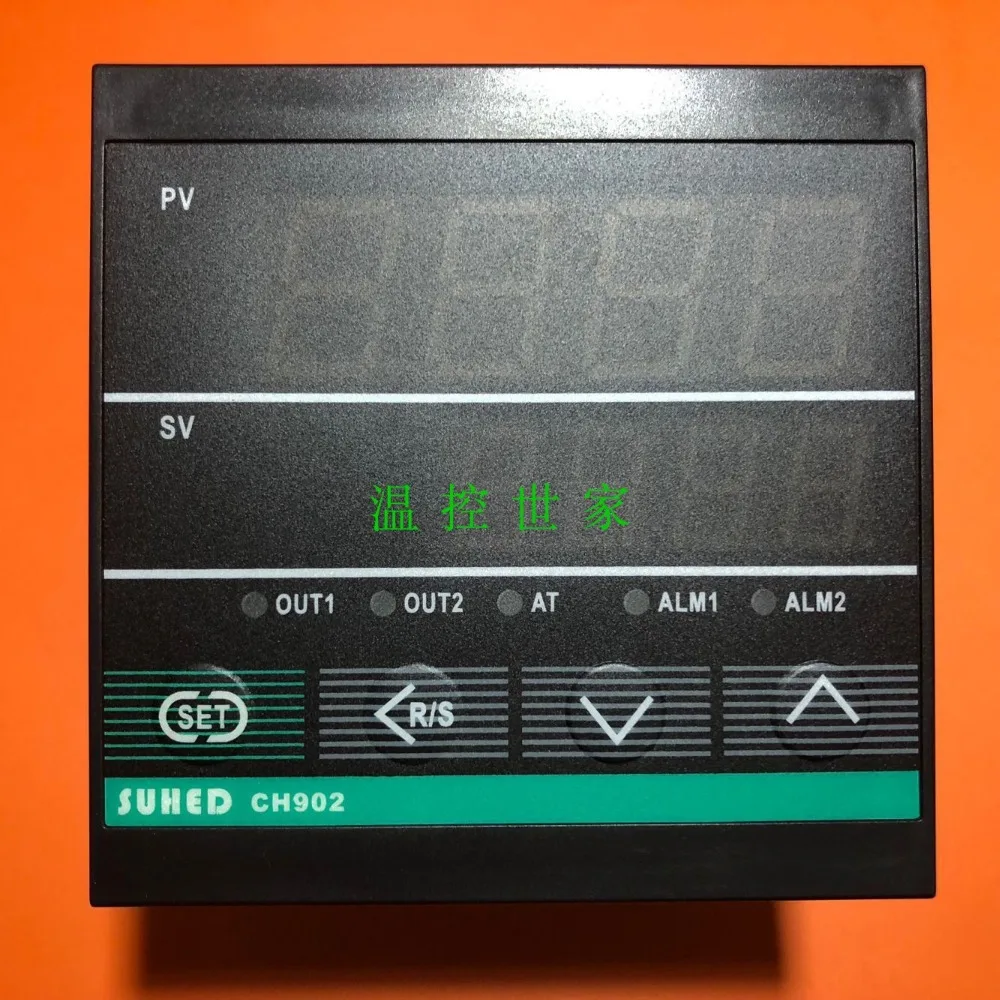 PV
SV
温控世家
OUT1 OUT2 AT ALM1 ALM2
SET <R/S
SUHED CH902